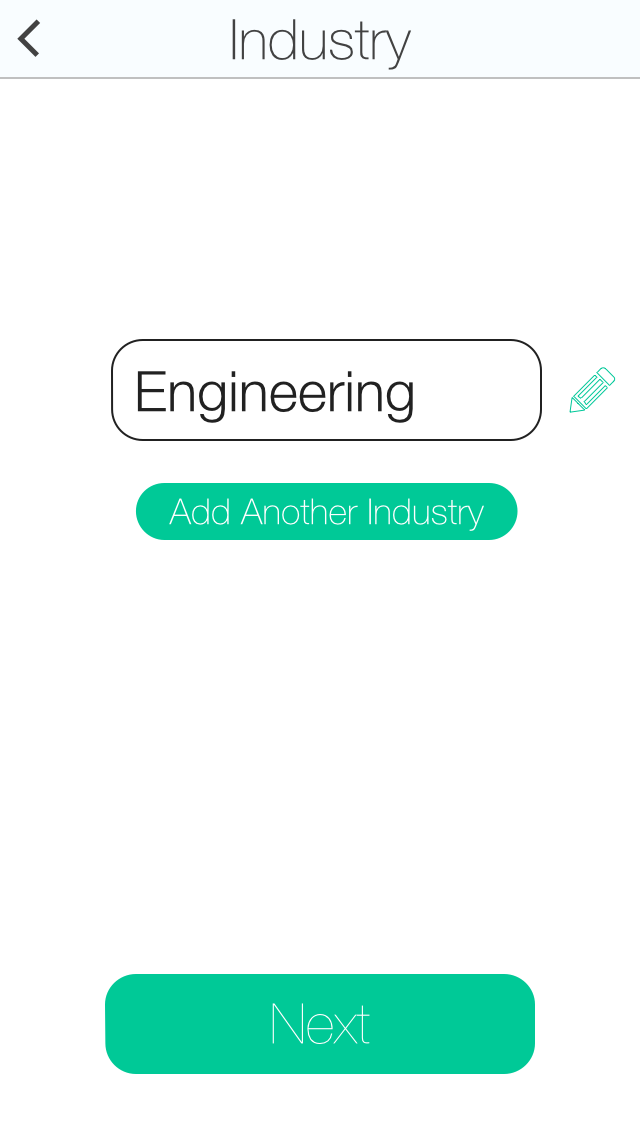 Industry
Engineering
Add Another Industry
Next